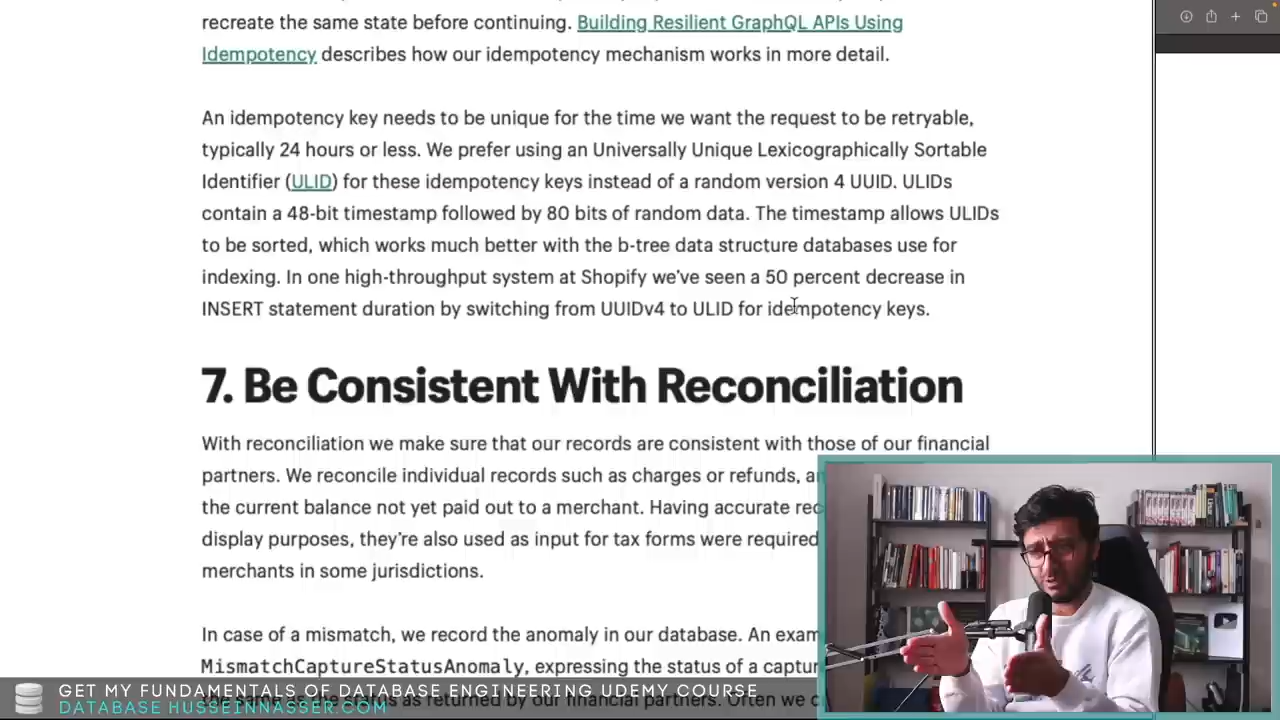 recreate the same state before continuing. Building Resilient GraphQL APIs Using
Idempotency describes how our idempotency mechanism works in more detail.
An idempotency key needs to be unique for the time we want the request to be retryable,
typically 24 hours or less. We prefer using an Universally Unique Lexicographically Sortable
Identifier (ULID) for these idempotency keys instead of a random version 4 UUID. ULIDs
contain a 48-bit timestamp followed by 80 bits of random data. The timestamp allows ULIDs
to be sorted, which works much better with the b-tree data structure databases use for
indexing. In one high-throughput system at Shopify we've seen a 50 percent decrease in
INSERT statement duration by switching from UUIDv4 to ULID for idempotency keys.
7. Be Consistent With Reconciliation
With reconciliation we make sure that our records are consistent with those of our financial
partners. We reconcile individual records such as charges or refunds,
the current balance not yet paid out to a merchant. Having accurate
display purposes, they're also used as input for tax forms were required
merchants in some jurisdictions.
In case of a mismatch, we record the anomaly in our database. An
MismatchCaptureStatusAnomaly, expressing the status of a
as returned by our financial partners. Often we
GET MY FUNDAMENTALS OF DATABASE ENGINEERING UDEMY COURSE
DATABASE.HUSSEINNASSER.COM